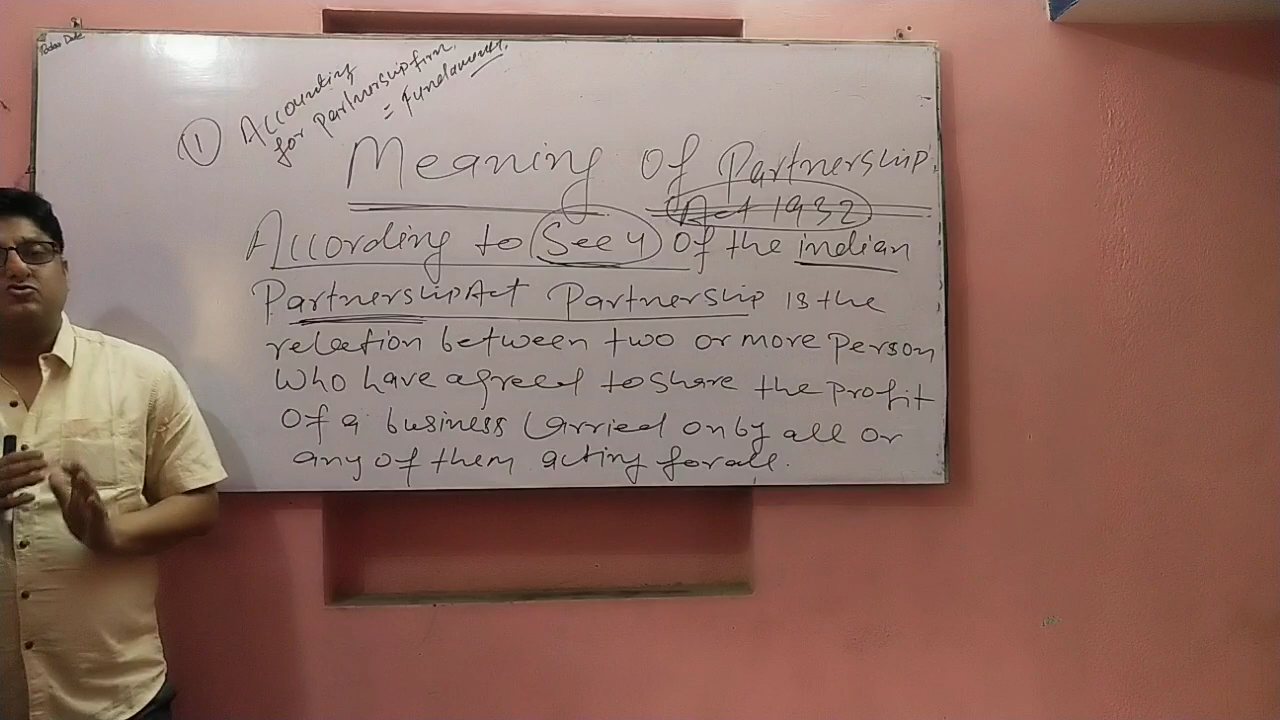 ① Accounting
for Partnership firm
= Fundamental
Meaning of Partnership
Act 1932
According to Sec 4 of the indian
Partnership Act Partnership is the
relation between two or more person
who have agreed to share the profit
of a business carried on by all or
any of them acting for all.